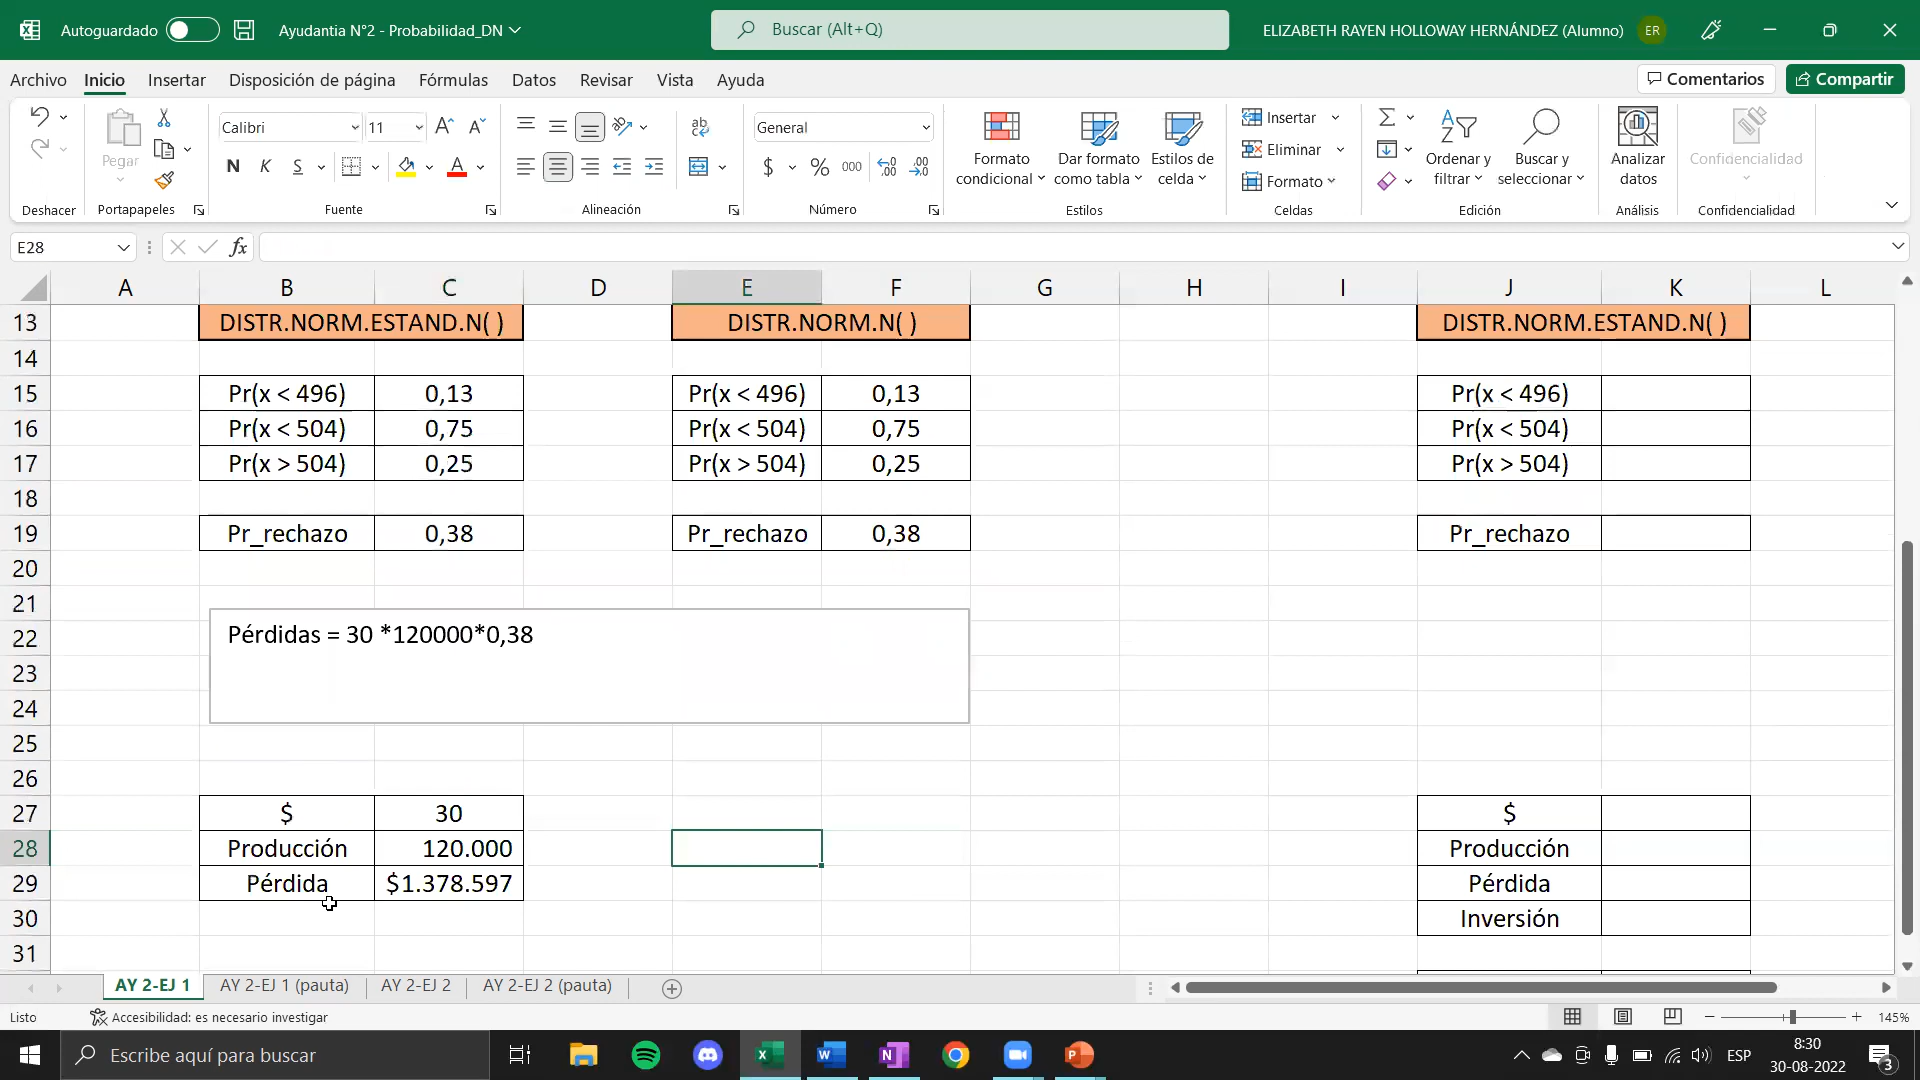 Autoguardado
Ayudantia N°2 - Probabilidad_DN
Buscar (Alt+Q)
ELIZABETH RAYEN HOLLOWAY HERNÁNDEZ (Alumno)
ER
Archivo Inicio Insertar Disposición de página Fórmulas Datos Revisar Vista Ayuda
Comentarios
Compartir
Pegar
Calibri 11
N K S
General
$ % 000
Formato condicional
Dar formato como tabla
Estilos de celda
Insertar
Eliminar
Formato
Ordenar y filtrar
Buscar y seleccionar
Analizar datos
Confidencialidad
Deshacer Portapapeles Fuente Alineación Número Estilos Celdas Edición Análisis Confidencialidad
E28 fx
A B C D E F G H I J K L
13 DISTR.NORM.ESTAND.N( ) DISTR.NORM.N( ) DISTR.NORM.ESTAND.N( )
14
15 Pr(x < 496) 0,13 Pr(x < 496) 0,13 Pr(x < 496)
16 Pr(x < 504) 0,75 Pr(x < 504) 0,75 Pr(x < 504)
17 Pr(x > 504) 0,25 Pr(x > 504) 0,25 Pr(x > 504)
18
19 Pr_rechazo 0,38 Pr_rechazo 0,38 Pr_rechazo
20
21
22 Pérdidas = 30 *120000*0,38
23
24
25
26
27 $ 30 $
28 Producción 120.000 Producción
29 Pérdida $1.378.597 Pérdida
30 Inversión
31
AY 2-EJ 1 AY 2-EJ 1 (pauta) AY 2-EJ 2 AY 2-EJ 2 (pauta)
Listo
Accesibilidad: es necesario investigar
145%
Escribe aquí para buscar
ESP
8:30
30-08-2022
3